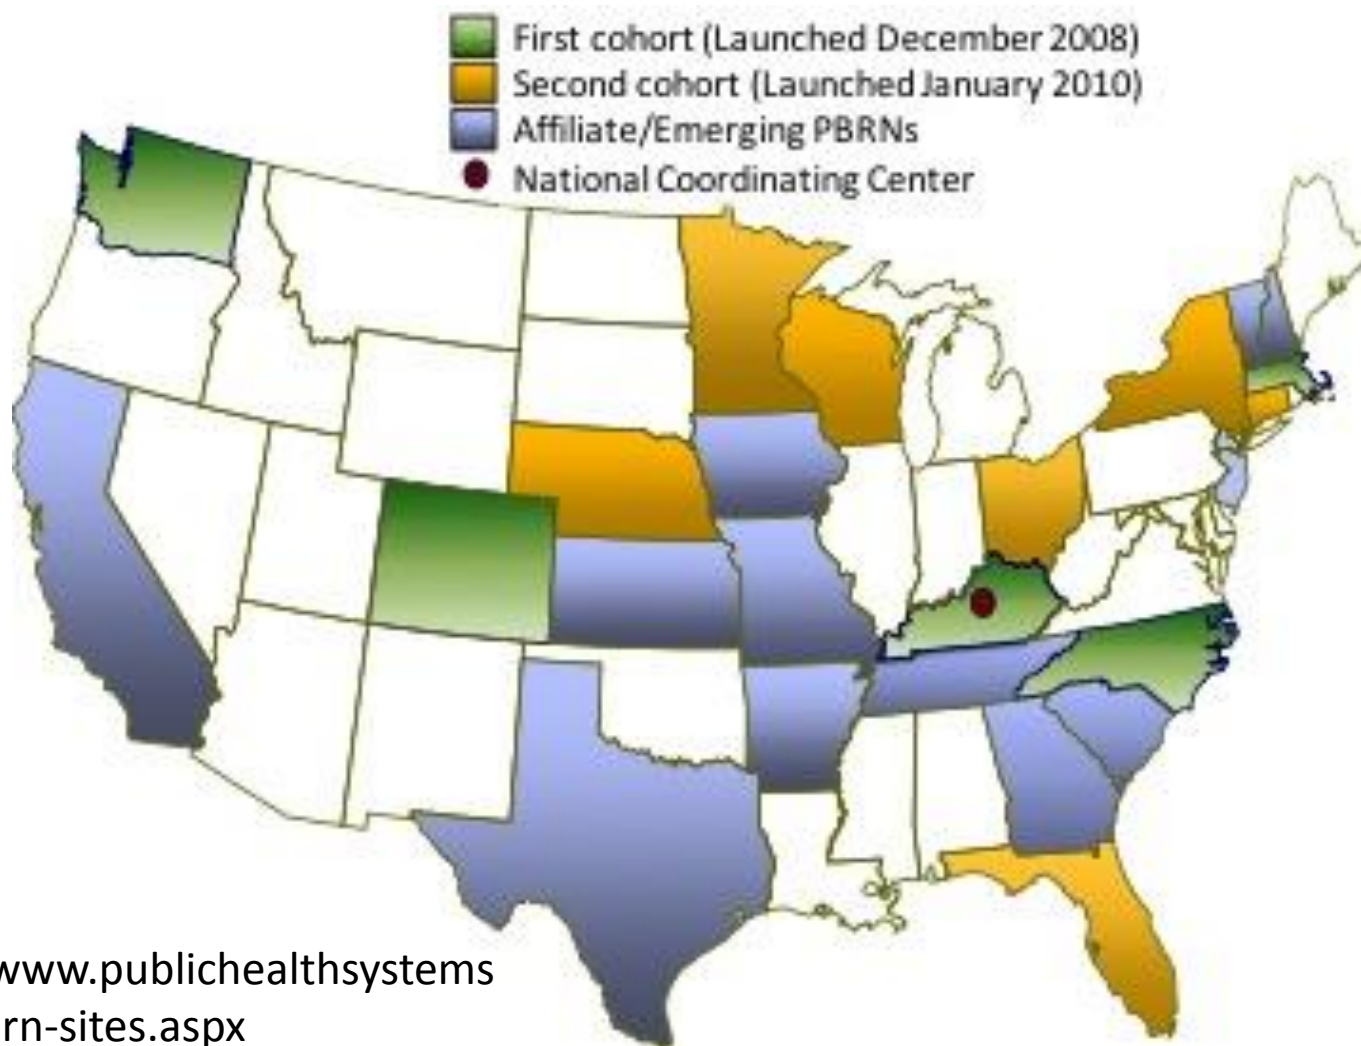 First cohort (Launched December 2008)
Second cohort (Launched January 2010)
Affiliate/Emerging PBRNs
National Coordinating Center
www.publichealthsystems
rn-sites.aspx